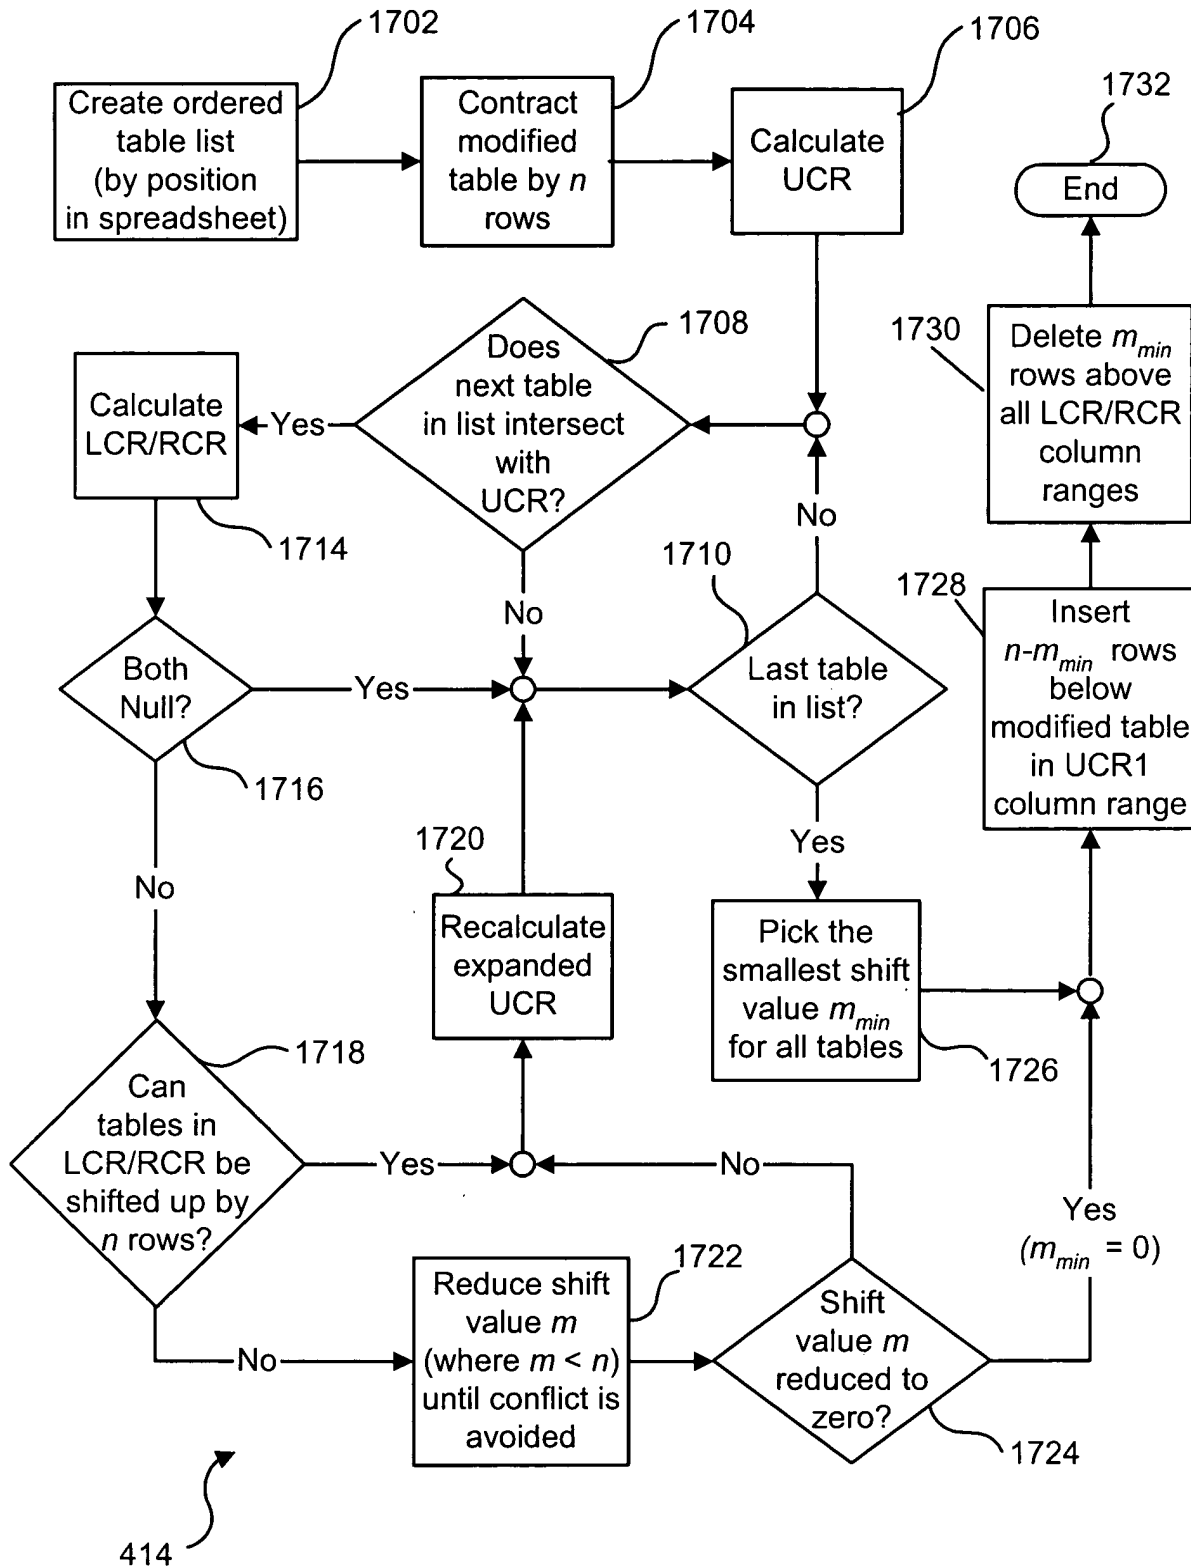 1702
Create ordered
table list
(by position
in spreadsheet)
1704
Contract
modified
table by n
rows
1706
Calculate
UCR
1732
End
1708
Does
next table
in list intersect
with
UCR?
Yes
No
Calculate
LCR/RCR
1714
1710
Last table
in list?
No
Yes
1730
Delete m_min
rows above
all LCR/RCR
column
ranges
1728
Insert
n-m_min rows
below
modified table
in UCR1
column range
Both
Null?
Yes
1716
No
1720
Recalculate
expanded
UCR
Pick the
smallest shift
value m_min
for all tables
1726
1718
Can
tables in
LCR/RCR be
shifted up by
n rows?
Yes
No
No
Yes
(m_min = 0)
1722
Reduce shift
value m
(where m < n)
until conflict is
avoided
Shift
value m
reduced to
zero?
1724
414